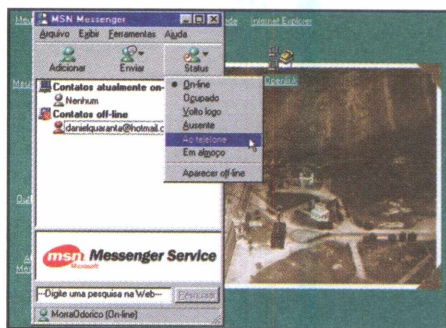 MSN Messenger
Internet Explorer
Arquivo Exibir Ferramentas Ajuda
Adicionar Enviar Status
Openlink
Contatos atualmente on-
Nenhum
Contatos off-line
danielquaranta@hotmail.c
On-line
Ocupado
Volto logo
Ausente
Ao telefone
Em almoço
Aparecer off-line
msn Messenger Service
Microsoft
--Digite uma pesquisa na Web--
MorraOdorico (On-line)